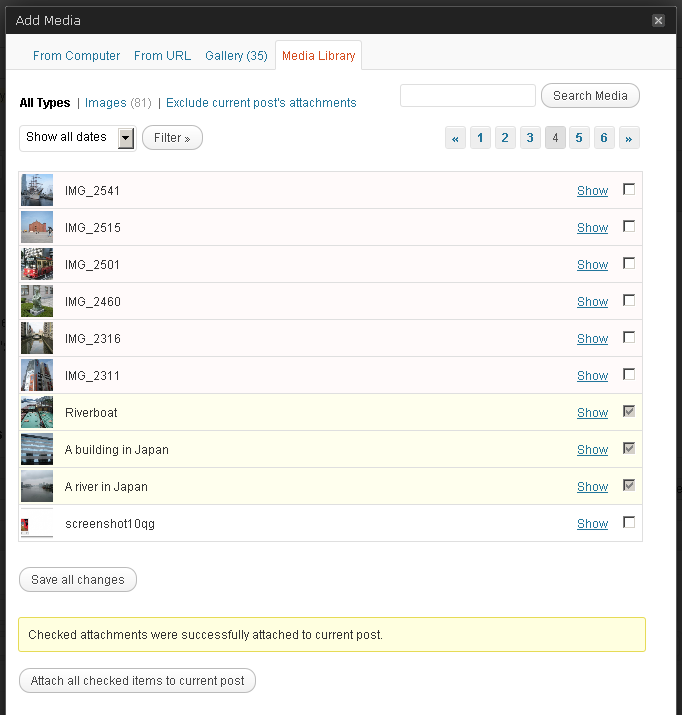 Add Media
From Computer From URL Gallery (35) Media Library
All Types | Images (81) | Exclude current post's attachments Search Media
Show all dates Filter » « 1 2 3 4 5 6 »
IMG_2541 Show
IMG_2515 Show
IMG_2501 Show
IMG_2460 Show
IMG_2316 Show
IMG_2311 Show
Riverboat Show
A building in Japan Show
A river in Japan Show
screenshot10qg Show
Save all changes
Checked attachments were successfully attached to current post.
Attach all checked items to current post